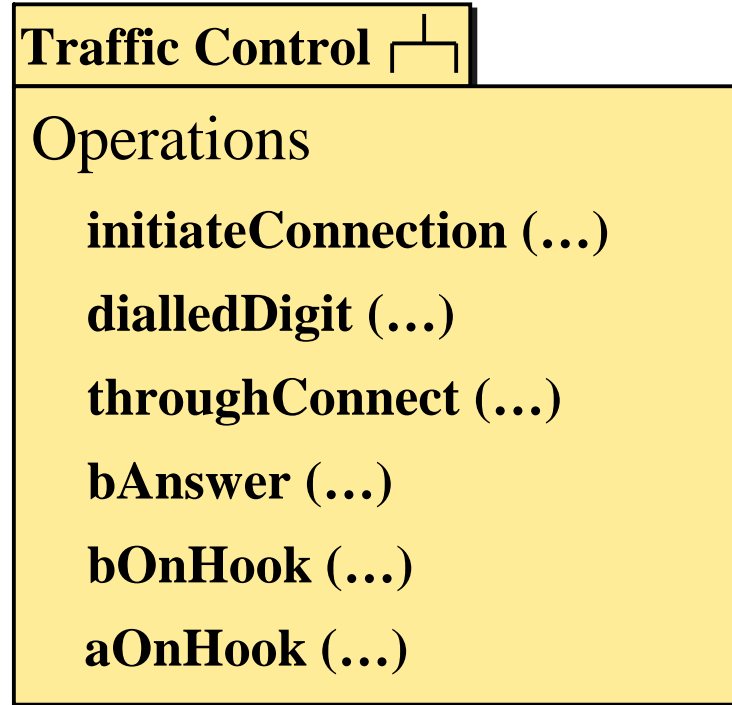 Traffic Control
Operations
initiateConnection (…)
dialledDigit (…)
throughConnect (…)
bAnswer (…)
bOnHook (…)
aOnHook (…)